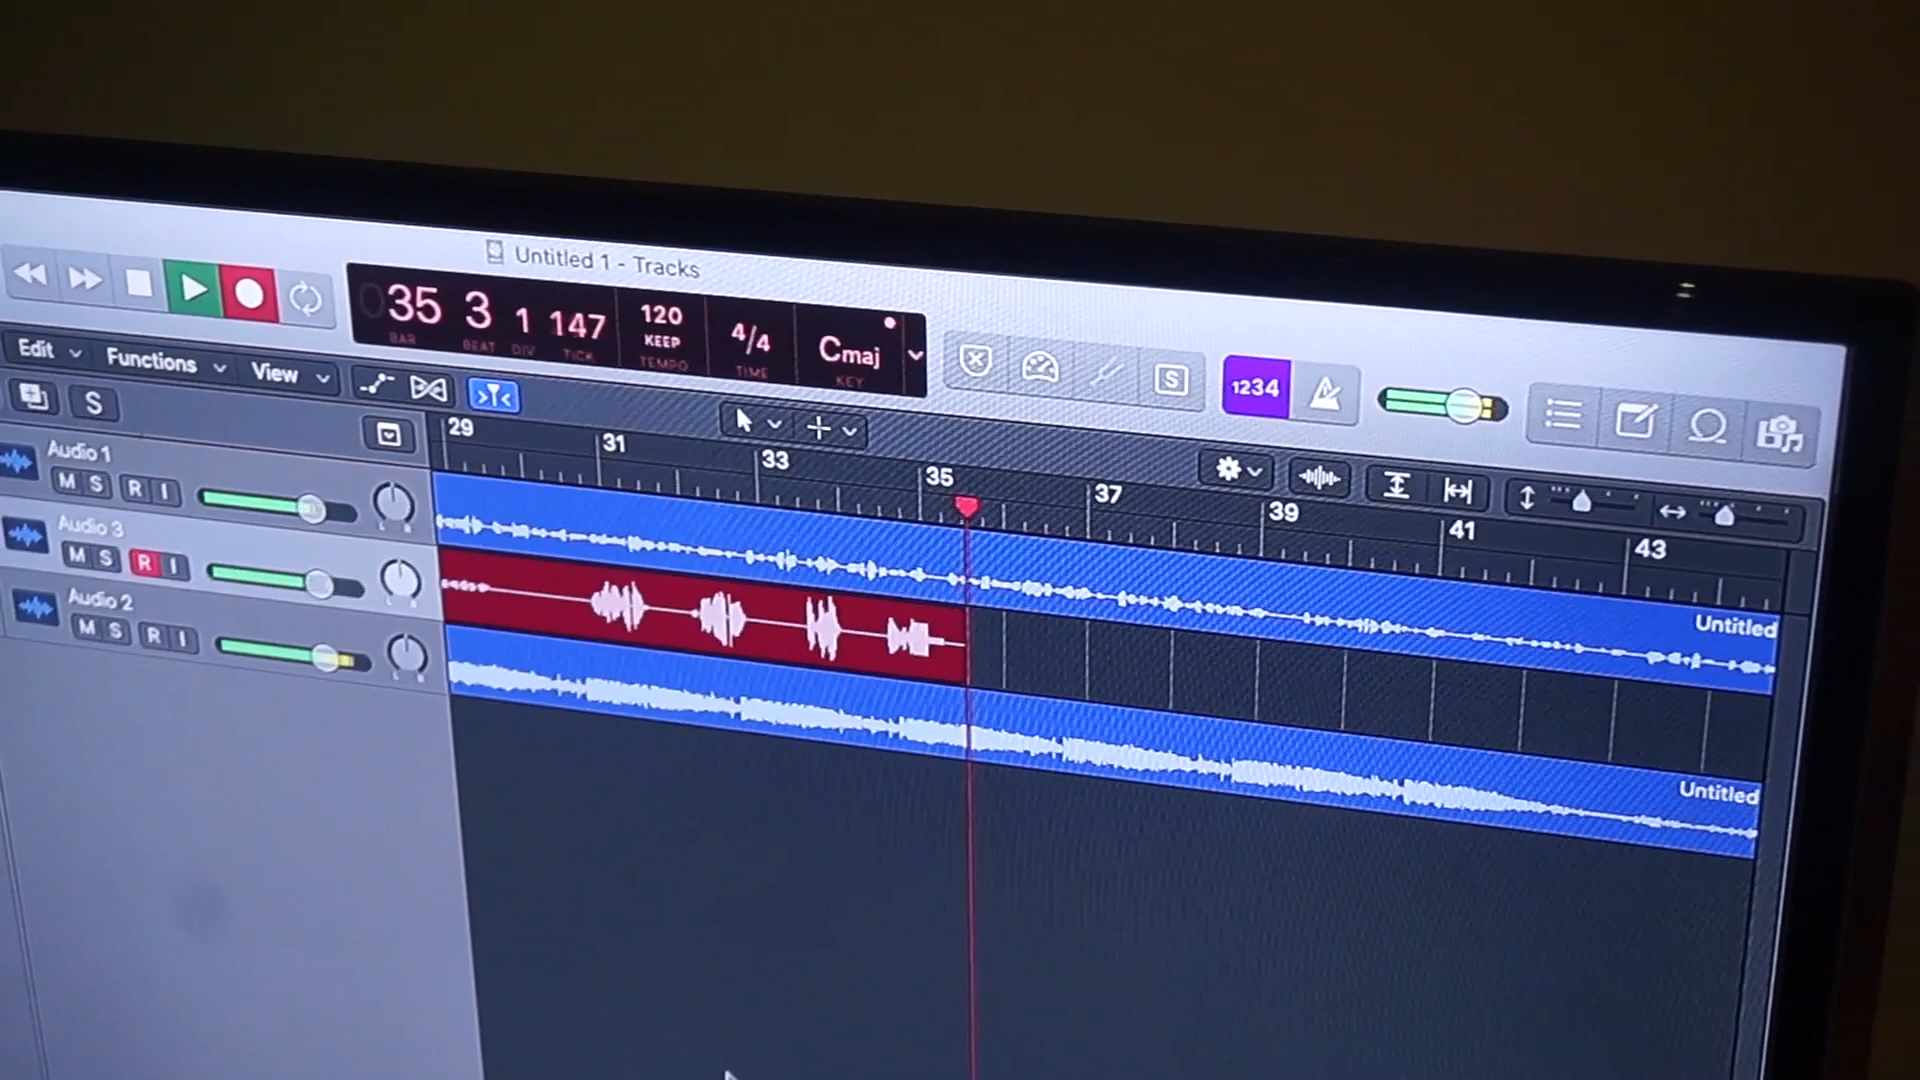 Untitled 1 - Tracks
035 3 1 147
BAR BEAT DIV TICK
120
KEEP
TEMPO
4/4
TIME
Cmaj
KEY
S
1234
Edit Functions View
S
29 31 33 35 37 39 41 43
Audio 1
M S R I
L R
Audio 3
M S R I
L R
Audio 2
M S R I
L R
Untitled
Untitled